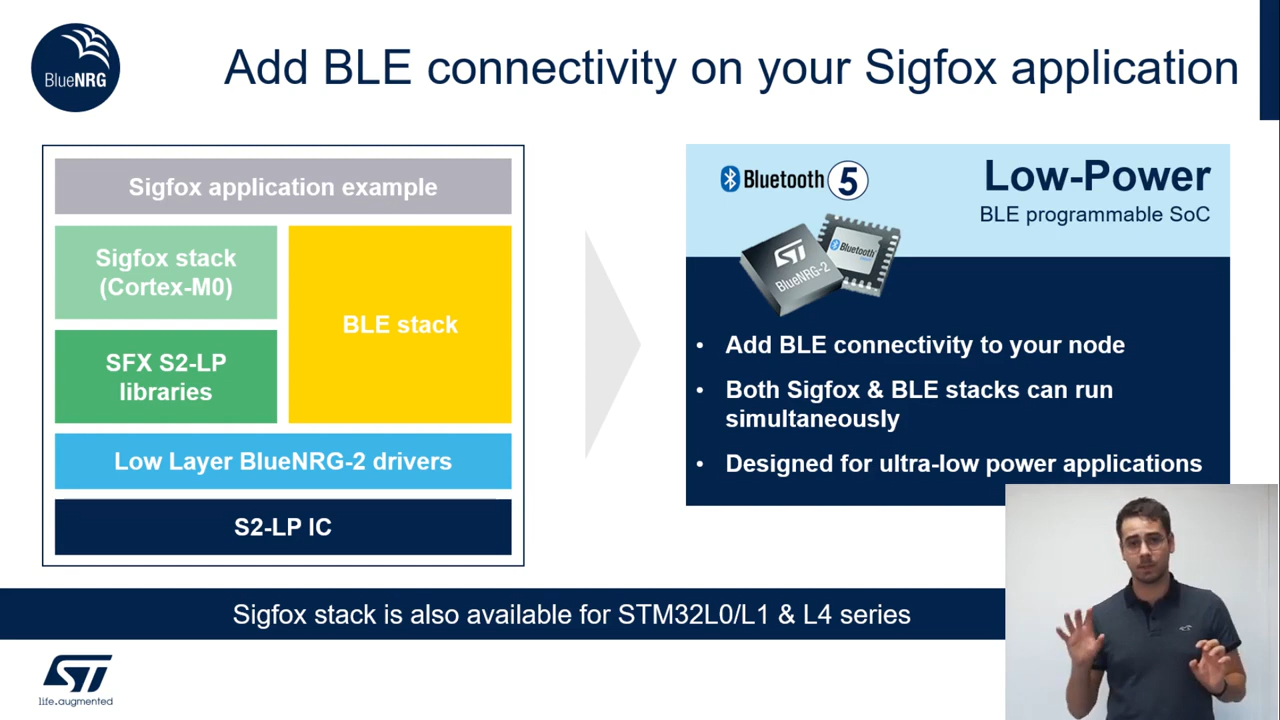 BlueNRG
Add BLE connectivity on your Sigfox application
Sigfox application example
Sigfox stack
(Cortex-M0)
SFX S2-LP
libraries
BLE stack
Low Layer BlueNRG-2 drivers
S2-LP IC
Bluetooth 5
Low-Power
BLE programmable SoC
ST
BlueNRG-2
Bluetooth
• Add BLE connectivity to your node
• Both Sigfox & BLE stacks can run
simultaneously
• Designed for ultra-low power applications
Sigfox stack is also available for STM32L0/L1 & L4 series
ST
life.augmented